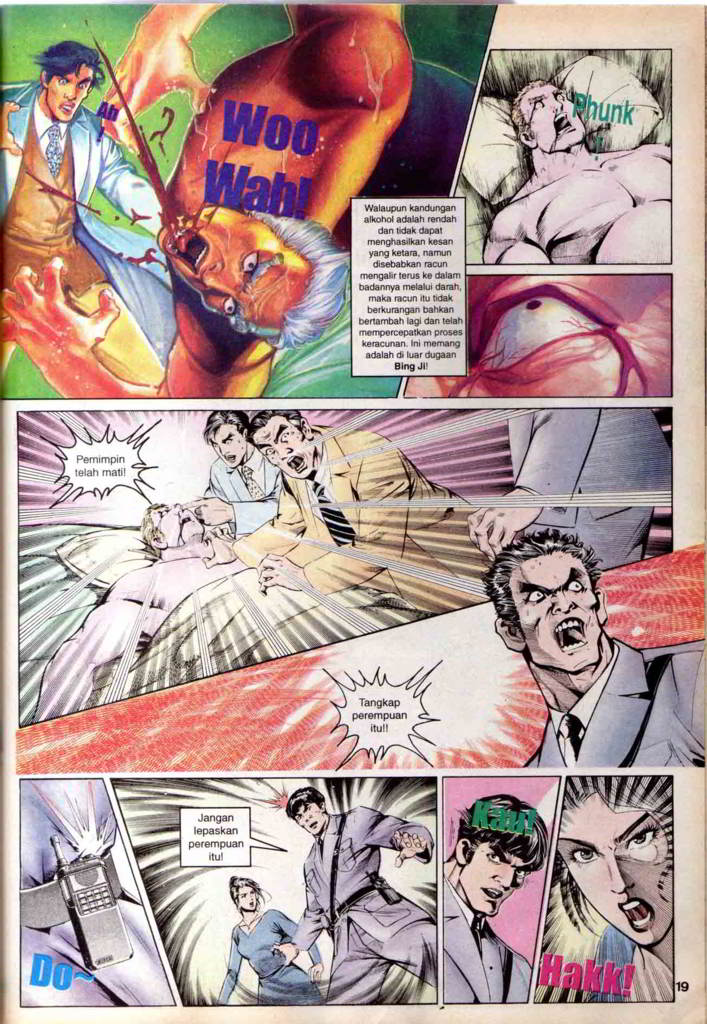 Ah
!
Woo
Wah!
Phunk
!
Walaupun kandungan
alkohol adalah rendah
dan tidak dapat
menghasilkan kesan
yang ketara, namun
disebabkan racun
mengalir terus ke dalam
badannya melalui darah,
maka racun itu tidak
berkurangan bahkan
bertambah lagi dan telah
mempercepatkan proses
keracunan. Ini memang
adalah di luar dugaan
Bing Ji!
Pemimpin
telah mati!
Tangkap
perempuan
itu!!
Do~
Jangan
lepaskan
perempuan
itu!
Kau!
Hakk!
19